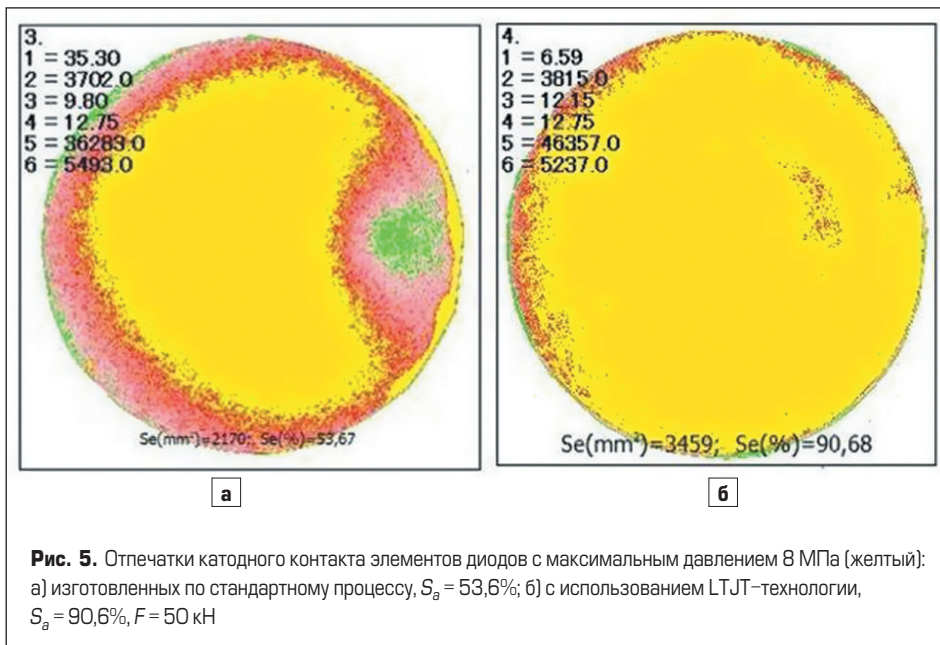 3.
1 = 35.30
2 = 3702.0
3 = 9.80
4 = 12.75
5 = 36283.0
6 = 5493.0
Se(mm²)=2170; Se(%)=53,67
4.
1 = 6.59
2 = 3815.0
3 = 12.15
4 = 12.75
5 = 46357.0
6 = 5237.0
Se(mm²)=3459; Se(%)=90,68
а
б
Рис. 5. Отпечатки катодного контакта элементов диодов с максимальным давлением 8 МПа (желтый):
а) изготовленных по стандартному процессу, Sa = 53,6%; б) с использованием LTJT–технологии,
Sa = 90,6%, F = 50 кН